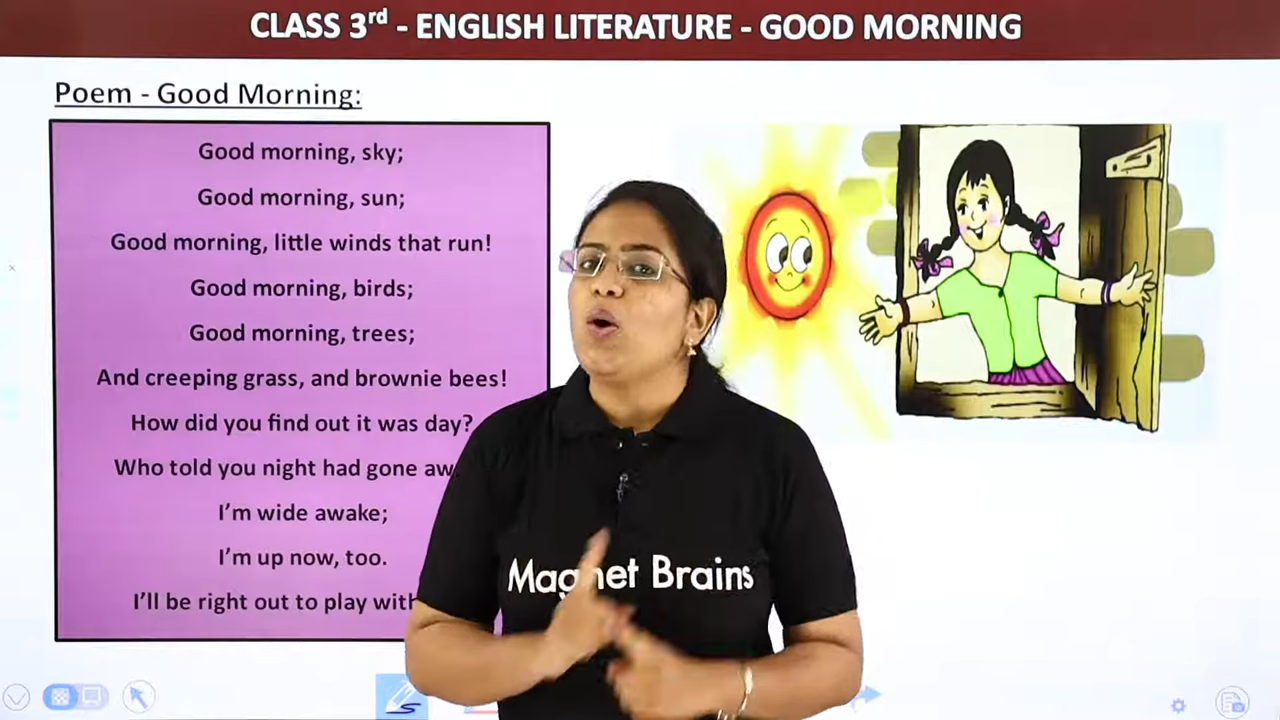 CLASS 3rd - ENGLISH LITERATURE - GOOD MORNING
Poem - Good Morning:
Good morning, sky;
Good morning, sun;
Good morning, little winds that run!
Good morning, birds;
Good morning, trees;
And creeping grass, and brownie bees!
How did you find out it was day?
Who told you night had gone
I'm wide awake;
I'm up now, too.
I'll be right out to play
Magnet Brains